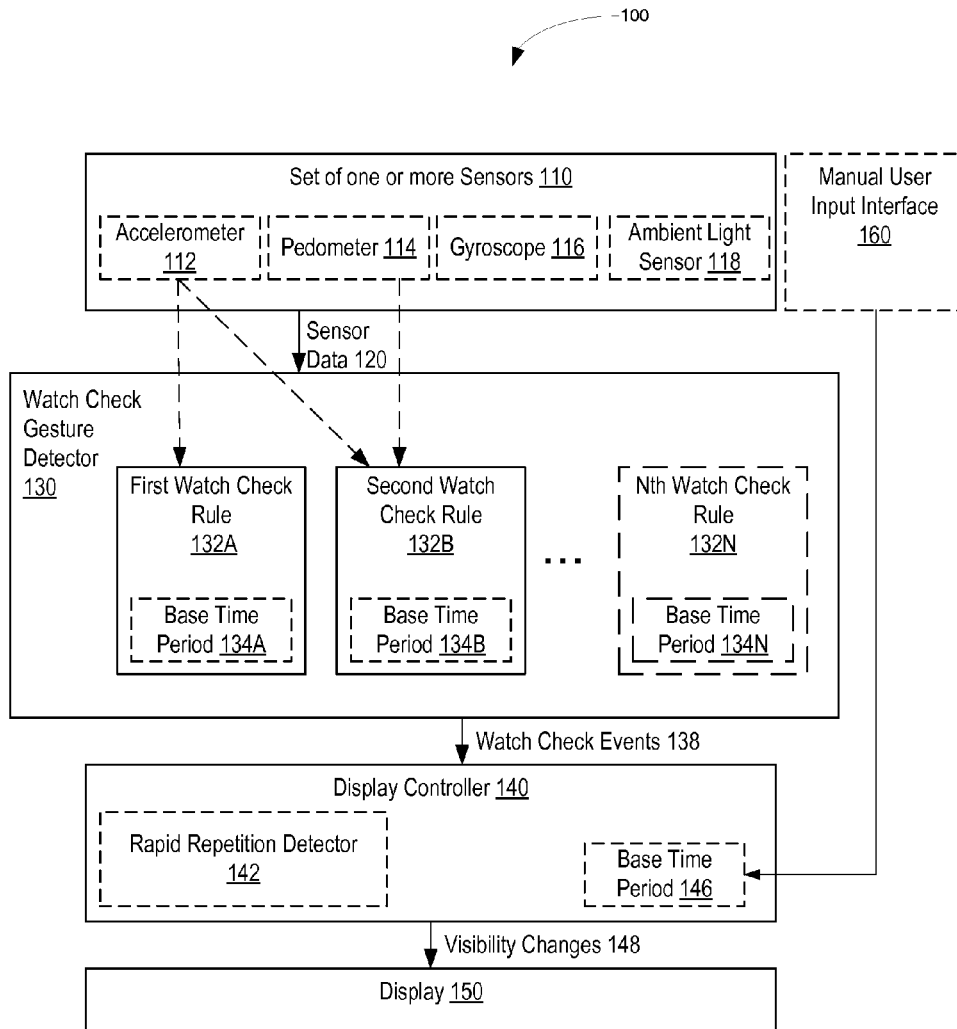 100
Set of one or more Sensors 110
Manual User
Input Interface
160
Accelerometer
112
Pedometer 114
Gyroscope 116
Ambient Light
Sensor 118
Sensor
Data 120
Watch Check
Gesture
Detector
130
First Watch Check
Rule
132A
Second Watch
Check Rule
132B
...
Nth Watch Check
Rule
132N
Base Time
Period 134A
Base Time
Period 134B
Base Time
Period 134N
Watch Check Events 138
Display Controller 140
Rapid Repetition Detector
142
Base Time
Period 146
Visibility Changes 148
Display 150